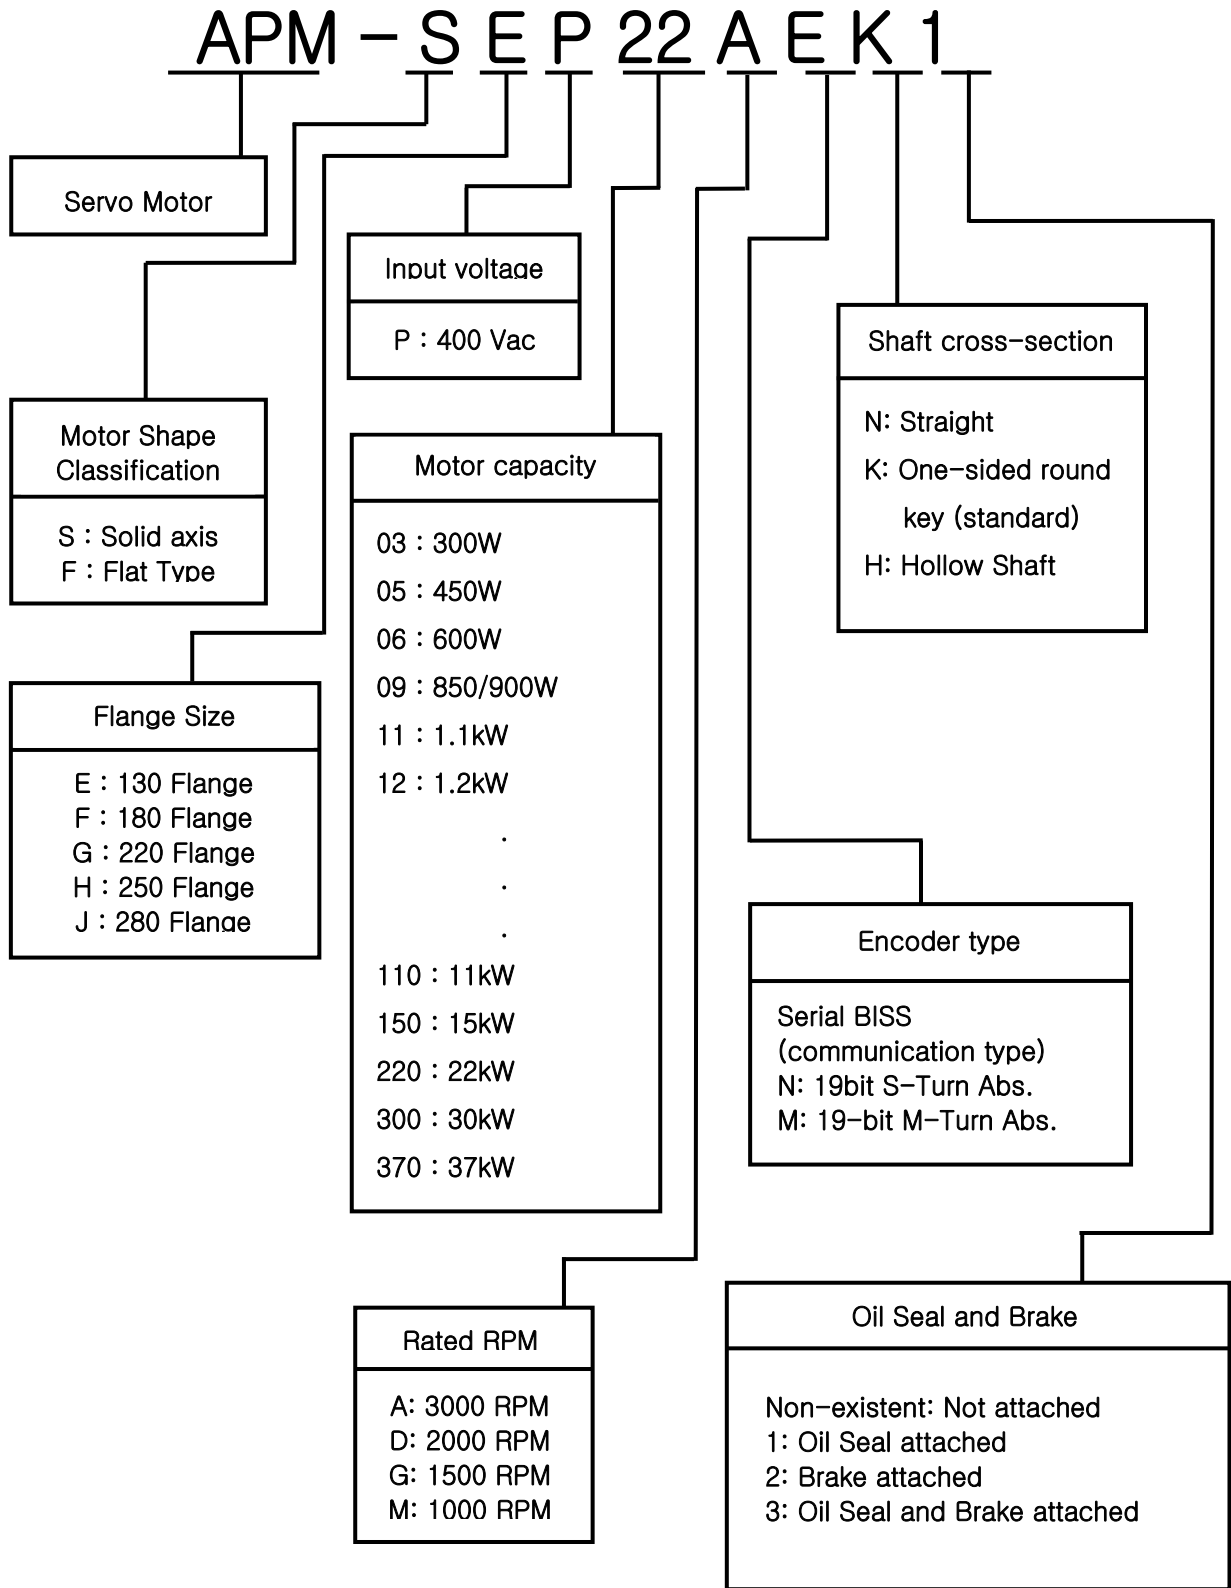 APM-SEP22AEK1
Servo Motor
Input voltage
P : 400 Vac
Shaft cross-section
N: Straight
K: One-sided round
key (standard)
H: Hollow Shaft
Motor Shape
Classification
S : Solid axis
F : Flat Type
Motor capacity
03 : 300W
05 : 450W
06 : 600W
09 : 850/900W
11 : 1.1kW
12 : 1.2kW
.
.
.
110 : 11kW
150 : 15kW
220 : 22kW
300 : 30kW
370 : 37kW
Flange Size
E : 130 Flange
F : 180 Flange
G : 220 Flange
H : 250 Flange
J : 280 Flange
Encoder type
Serial BISS
(communication type)
N: 19bit S-Turn Abs.
M: 19-bit M-Turn Abs.
Rated RPM
A: 3000 RPM
D: 2000 RPM
G: 1500 RPM
M: 1000 RPM
Oil Seal and Brake
Non-existent: Not attached
1: Oil Seal attached
2: Brake attached
3: Oil Seal and Brake attached